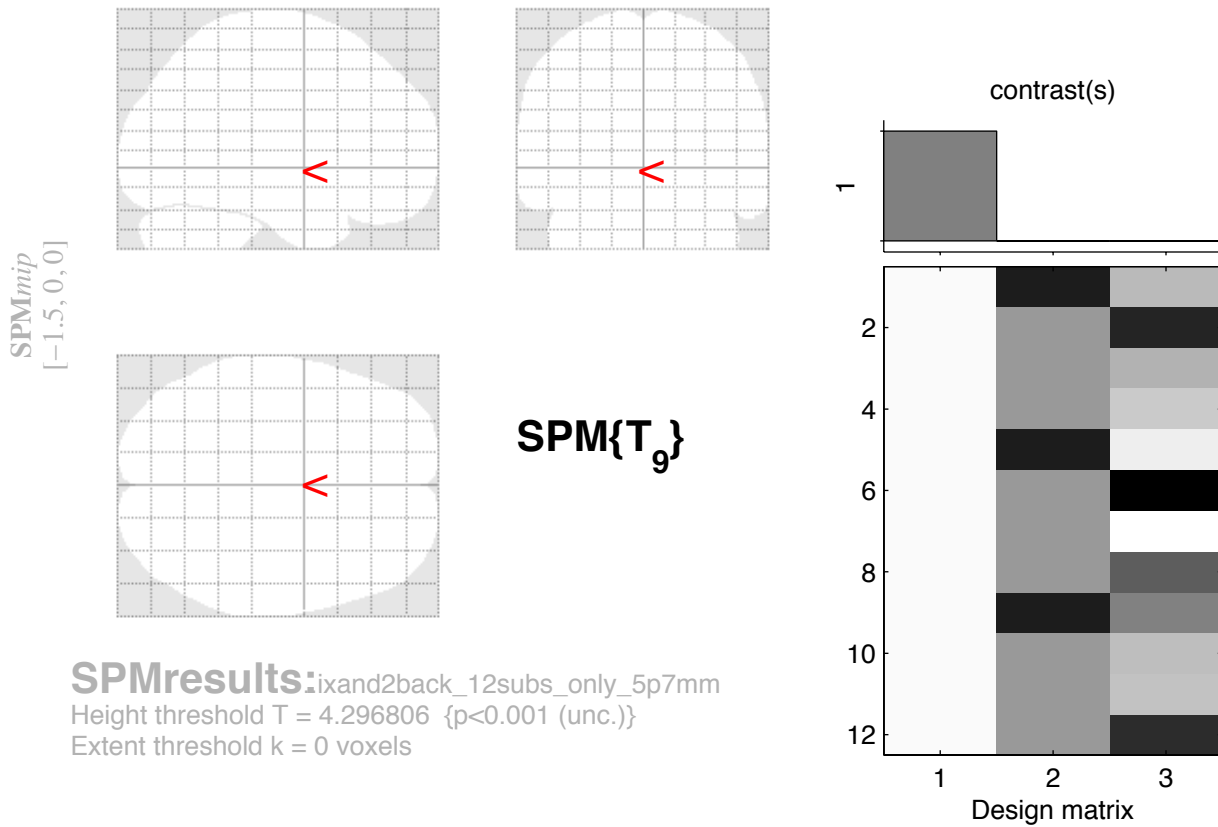 SPMmip
[−1.5, 0, 0]
<
<
<
SPM{T9}
SPMresults:ixand2back_12subs_only_5p7mm
Height threshold T = 4.296806 {p<0.001 (unc.)}
Extent threshold k = 0 voxels
contrast(s)
1
2
4
6
8
10
12
1 2 3
Design matrix